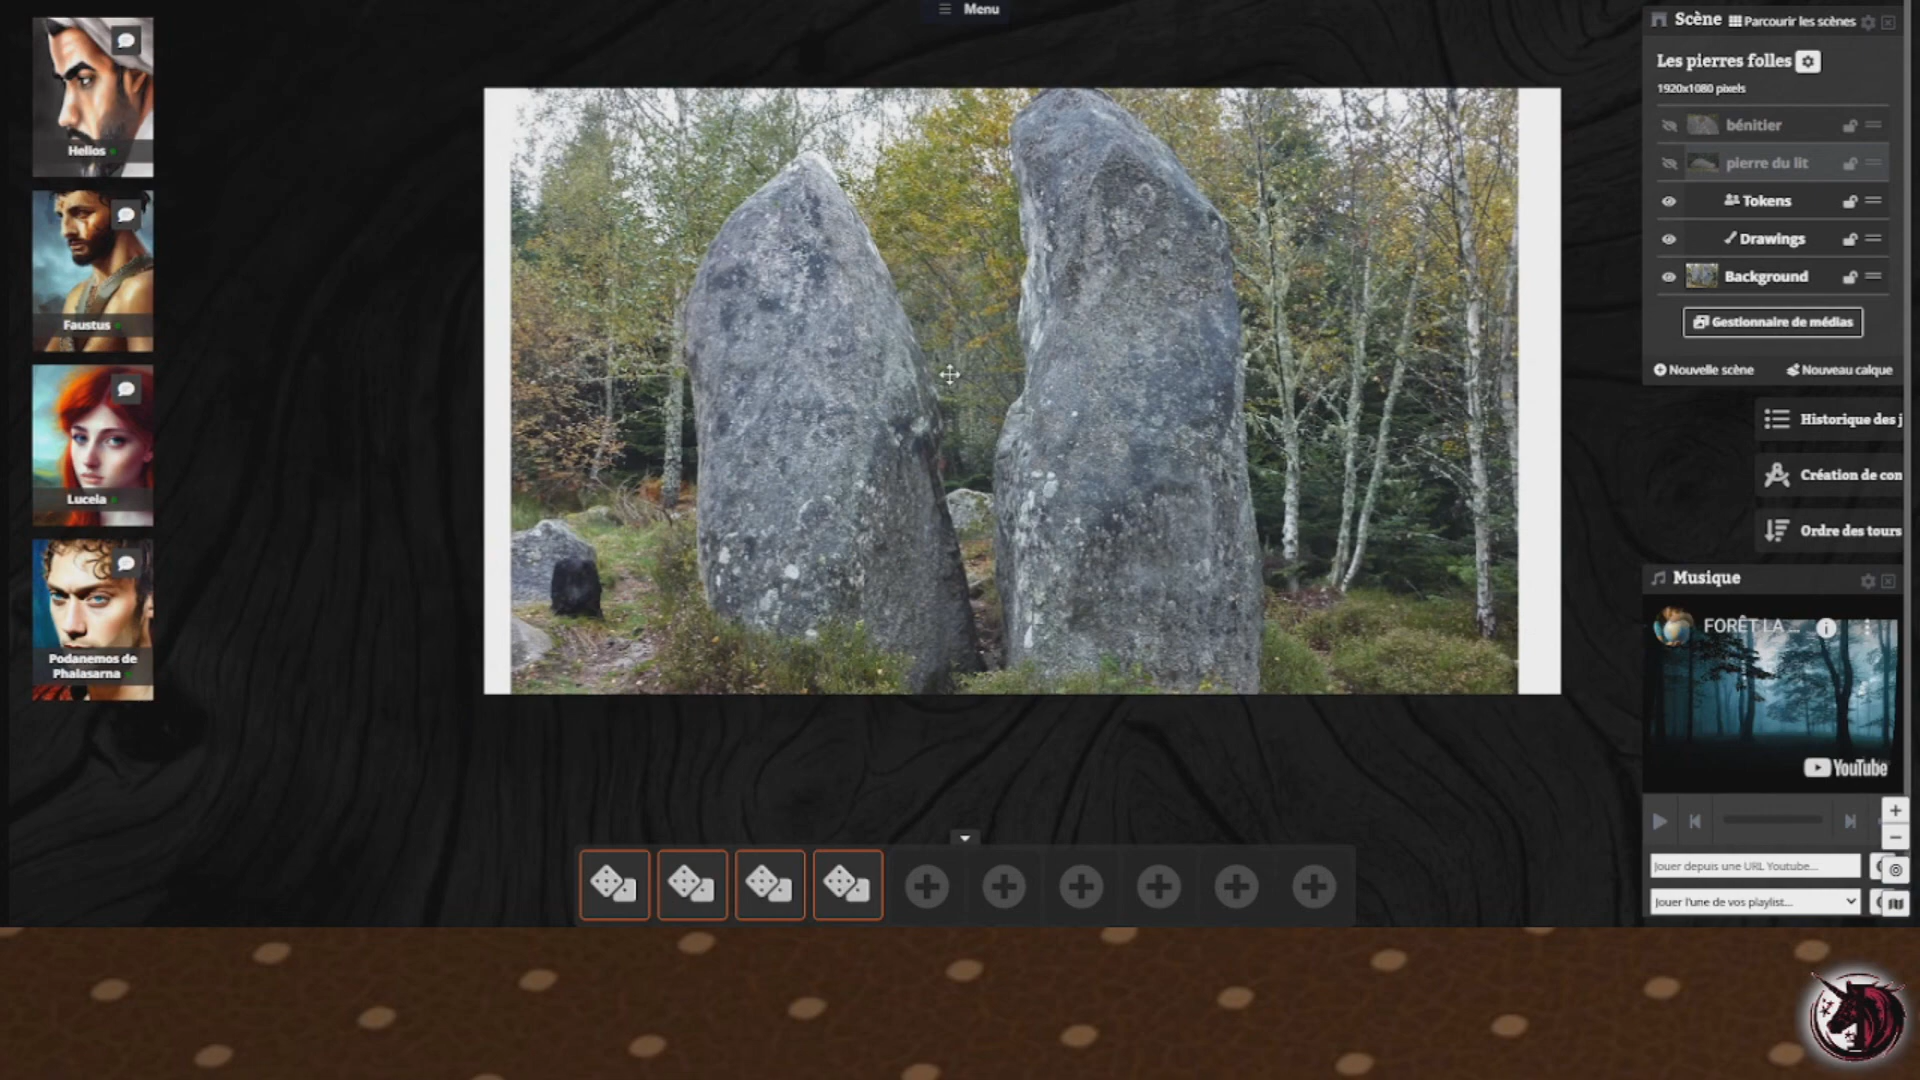 Menu
Helios
Faustus
Lucela
Podanemos de
Phalasarna
Scène
Parcourir les scènes
Les pierres folles
1920x1080 pixels
bénitier
pierre du lit
Tokens
Drawings
Background
Gestionnaire de médias
Nouvelle scène
Nouveau calque
Historique des j
Création de con
Ordre des tours
Musique
FORÊT LA ...
YouTube
Jouer depuis une URL Youtube...
Jouer l'une de vos playlist...